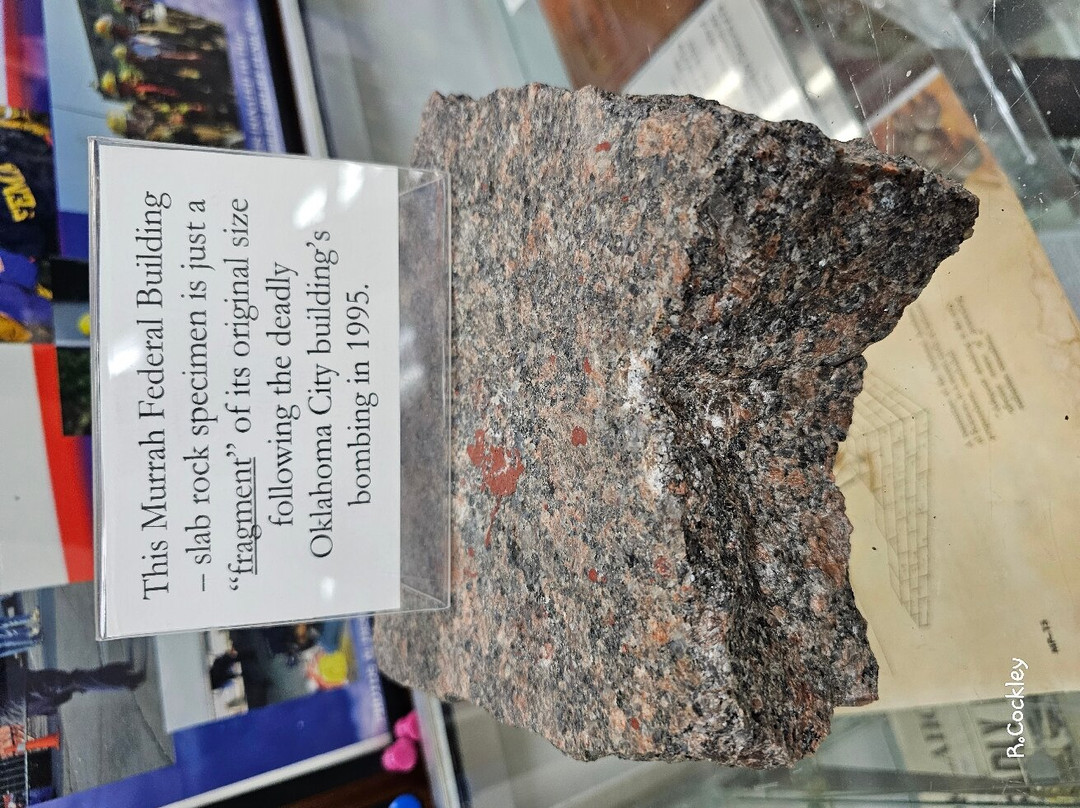 This Murrah Federal Building
– slab rock specimen is just a
“fragment” of its original size
following the deadly
Oklahoma City building’s
bombing in 1995.
R.Cockley